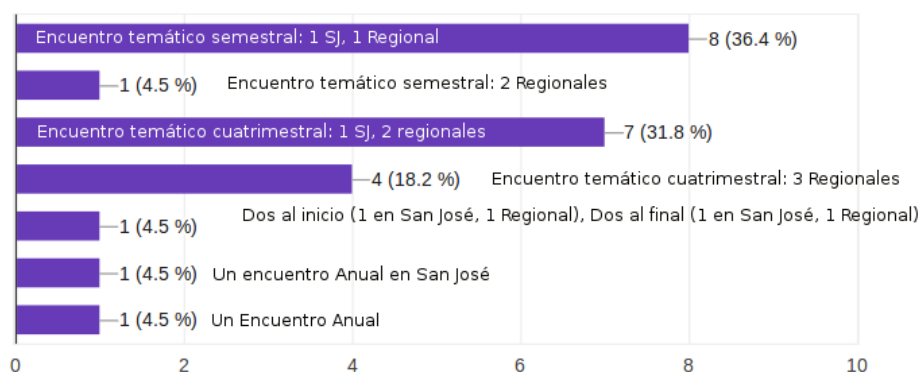 Encuentro temático semestral: 1 SJ, 1 Regional 8 (36.4 %)
1 (4.5 %) Encuentro temático semestral: 2 Regionales
Encuentro temático cuatrimestral: 1 SJ, 2 regionales 7 (31.8 %)
4 (18.2 %) Encuentro temático cuatrimestral: 3 Regionales
1 (4.5 %) Dos al inicio (1 en San José, 1 Regional), Dos al final (1 en San José, 1 Regional)
1 (4.5 %) Un encuentro Anual en San José
1 (4.5 %) Un Encuentro Anual
0 2 4 6 8 10